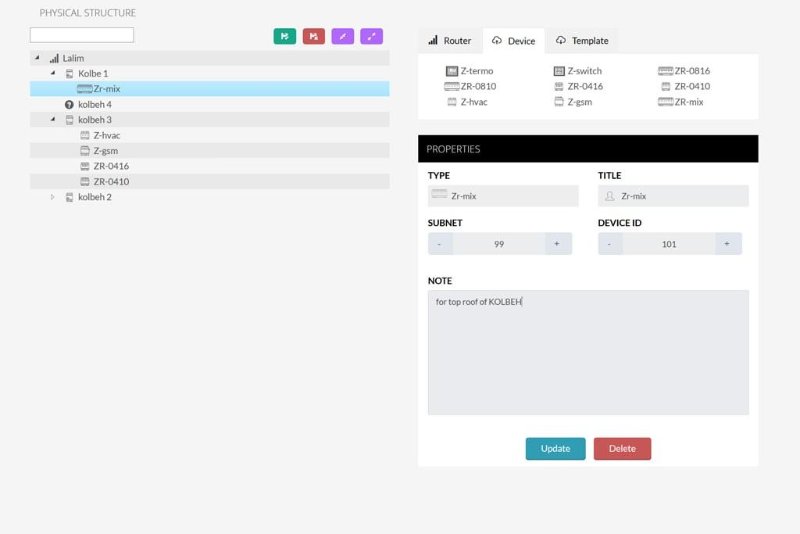 PHYSICAL STRUCTURE
Lalim
Kolbe 1
Zr-mix
kolbeh 4
kolbeh 3
Z-hvac
Z-gsm
ZR-0416
ZR-0410
kolbeh 2
Router Device Template
Z-termo Z-switch ZR-0816
ZR-0810 ZR-0416 ZR-0410
Z-hvac Z-gsm ZR-mix
PROPERTIES
TYPE TITLE
Zr-mix Zr-mix
SUBNET DEVICE ID
- 99 + - 101 +
NOTE
for top roof of KOLBEH
Update Delete